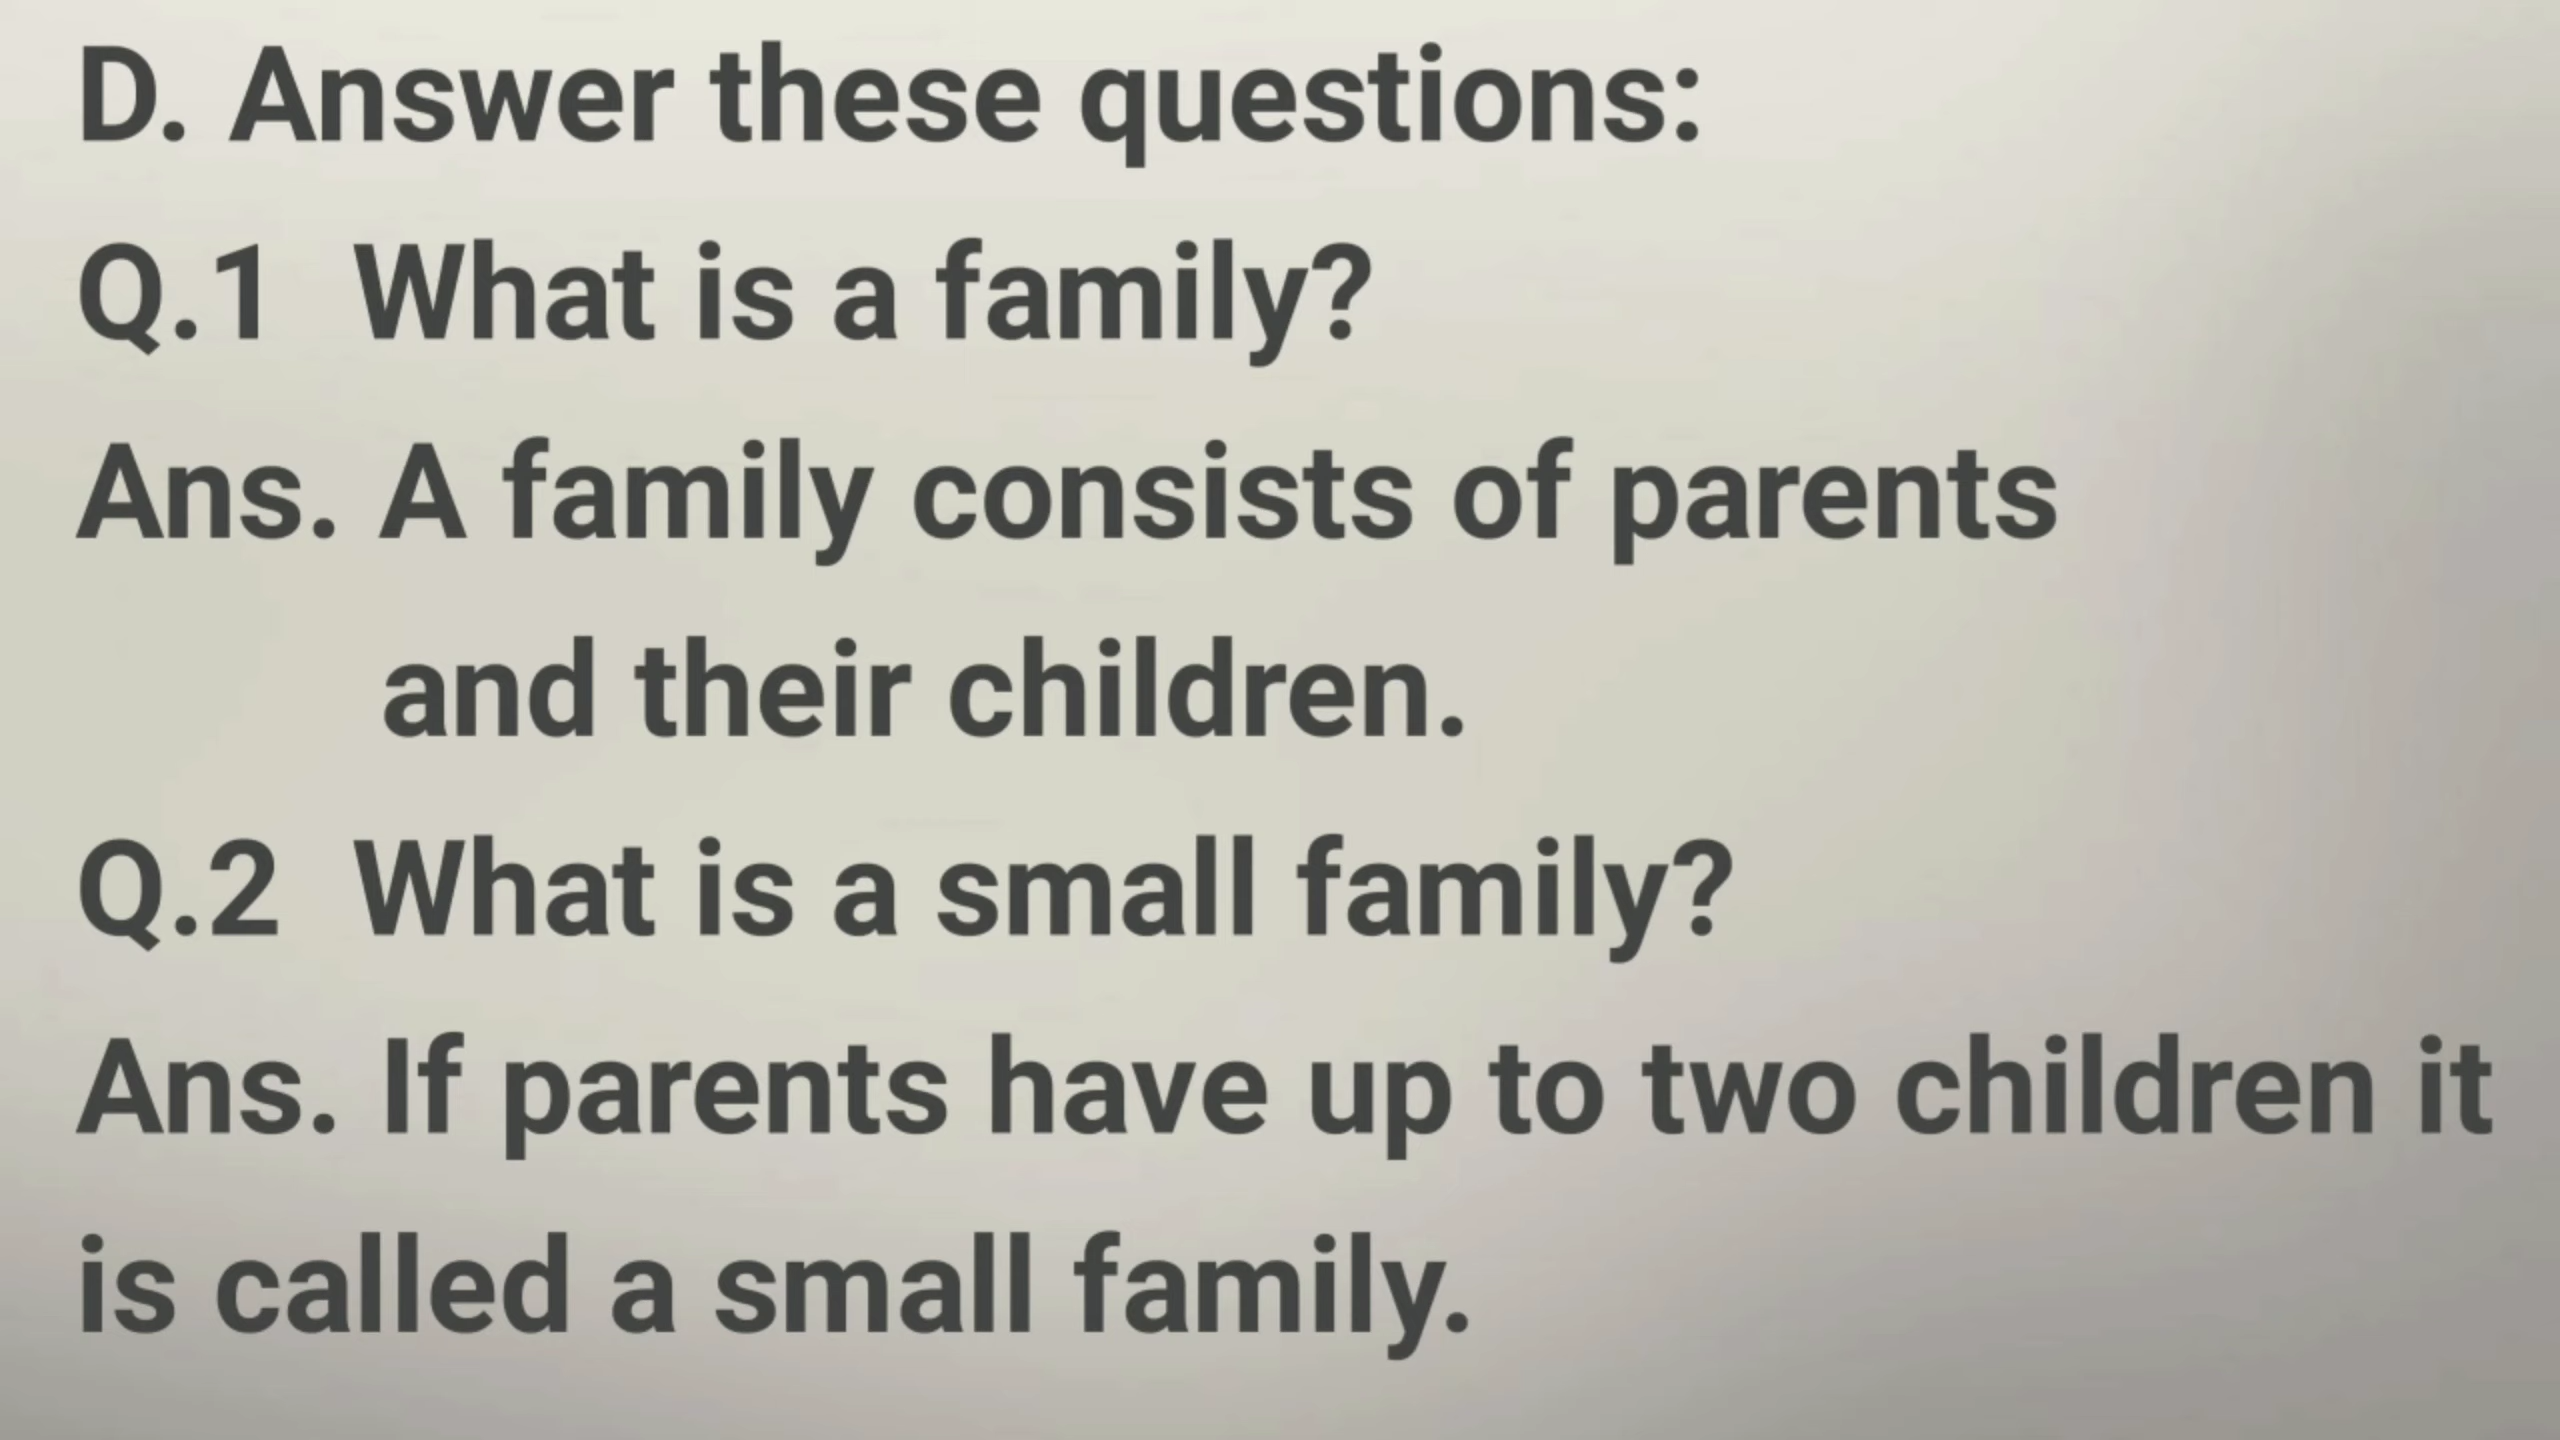 D. Answer these questions:
Q.1 What is a family?
Ans. A family consists of parents
and their children.
Q.2 What is a small family?
Ans. If parents have up to two children it
is called a small family.